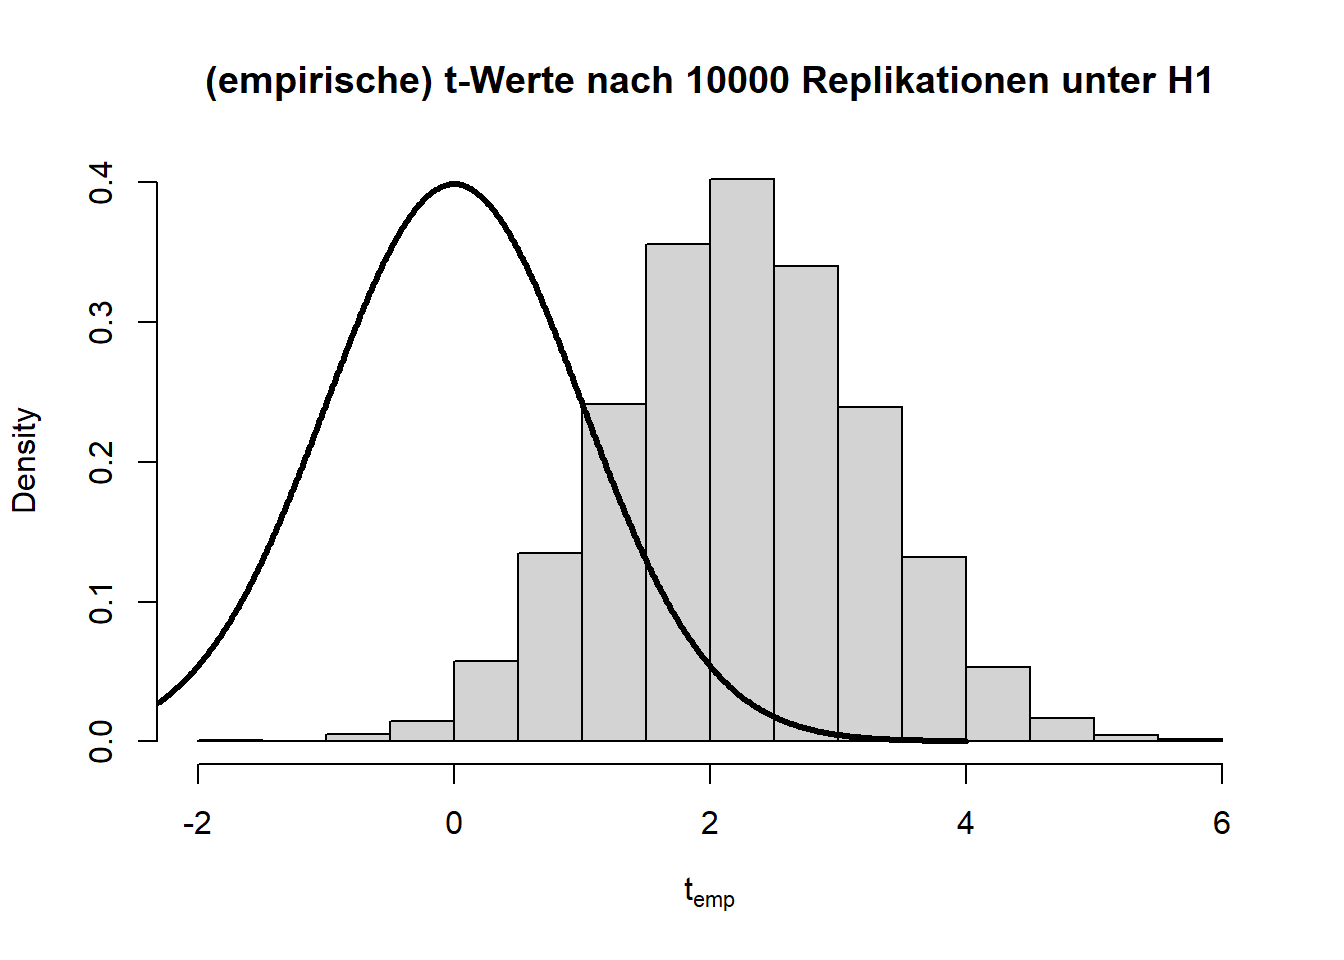 (empirische) t-Werte nach 10000 Replikationen unter H1
Density
0.4
0.3
0.2
0.1
0.0
-2 0 2 4 6
t_emp